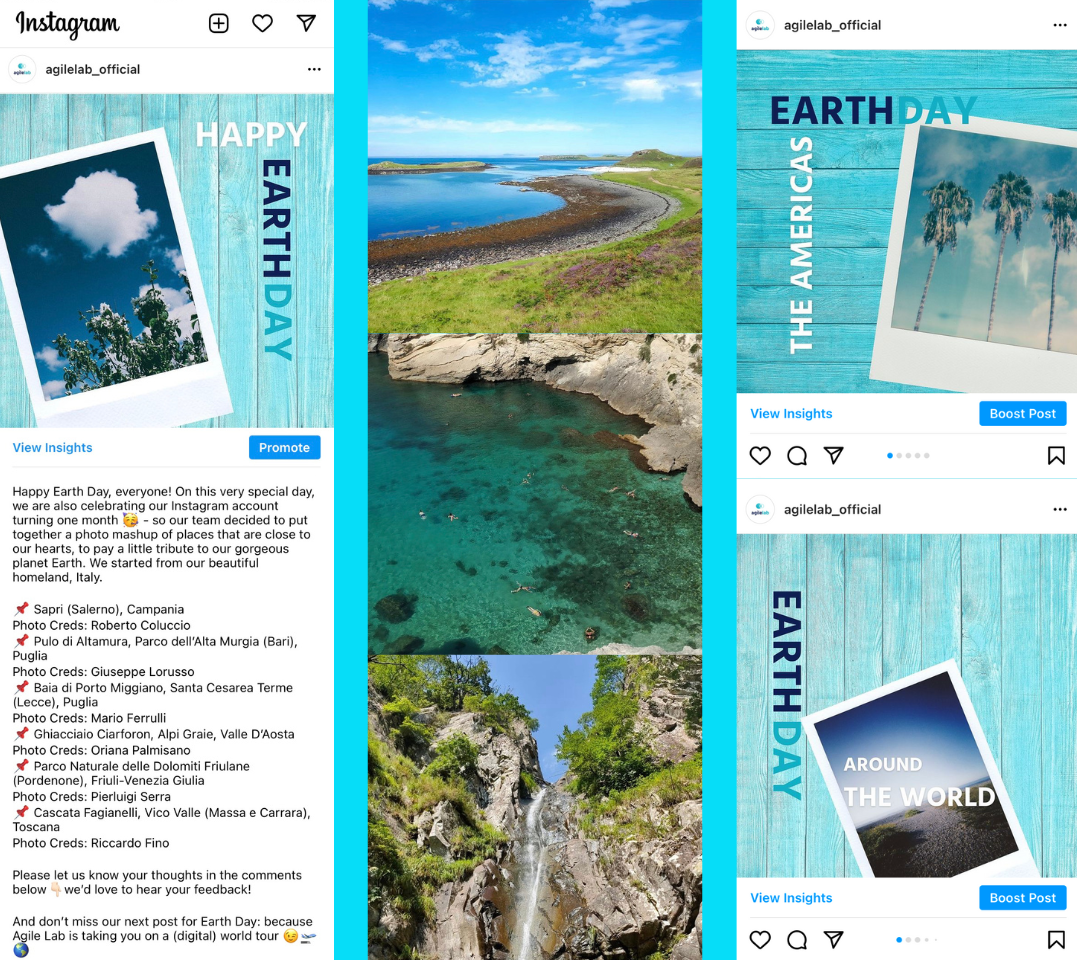 Instagram
agilelab
agilelab_official
HAPPY
EARTHDAY
View Insights
Promote
Happy Earth Day, everyone! On this very special day,
we are also celebrating our Instagram account
turning one month 🥳 - so our team decided to put
together a photo mashup of places that are close to
our hearts, to pay a little tribute to our gorgeous
planet Earth. We started from our beautiful
homeland, Italy.
📌 Sapri (Salerno), Campania
Photo Creds: Roberto Coluccio
📌 Pulo di Altamura, Parco dell'Alta Murgia (Bari),
Puglia
Photo Creds: Giuseppe Lorusso
📌 Baia di Porto Miggiano, Santa Cesarea Terme
(Lecce), Puglia
Photo Creds: Mario Ferrulli
📌 Ghiacciaio Ciarforon, Alpi Graie, Valle D'Aosta
Photo Creds: Oriana Palmisano
📌 Parco Naturale delle Dolomiti Friulane
(Pordenone), Friuli-Venezia Giulia
Photo Creds: Pierluigi Serra
📌 Cascata Fagianelli, Vico Valle (Massa e Carrara),
Toscana
Photo Creds: Riccardo Fino
Please let us know your thoughts in the comments
below 👇🏻 we'd love to hear your feedback!
And don't miss our next post for Earth Day: because
Agile Lab is taking you on a (digital) world tour 😉 🛫
🌎
agilelab
agilelab_official
EARTHDAY
THE AMERICAS
View Insights
Boost Post
agilelab
agilelab_official
EARTH DAY
AROUND
THE WORLD
View Insights
Boost Post